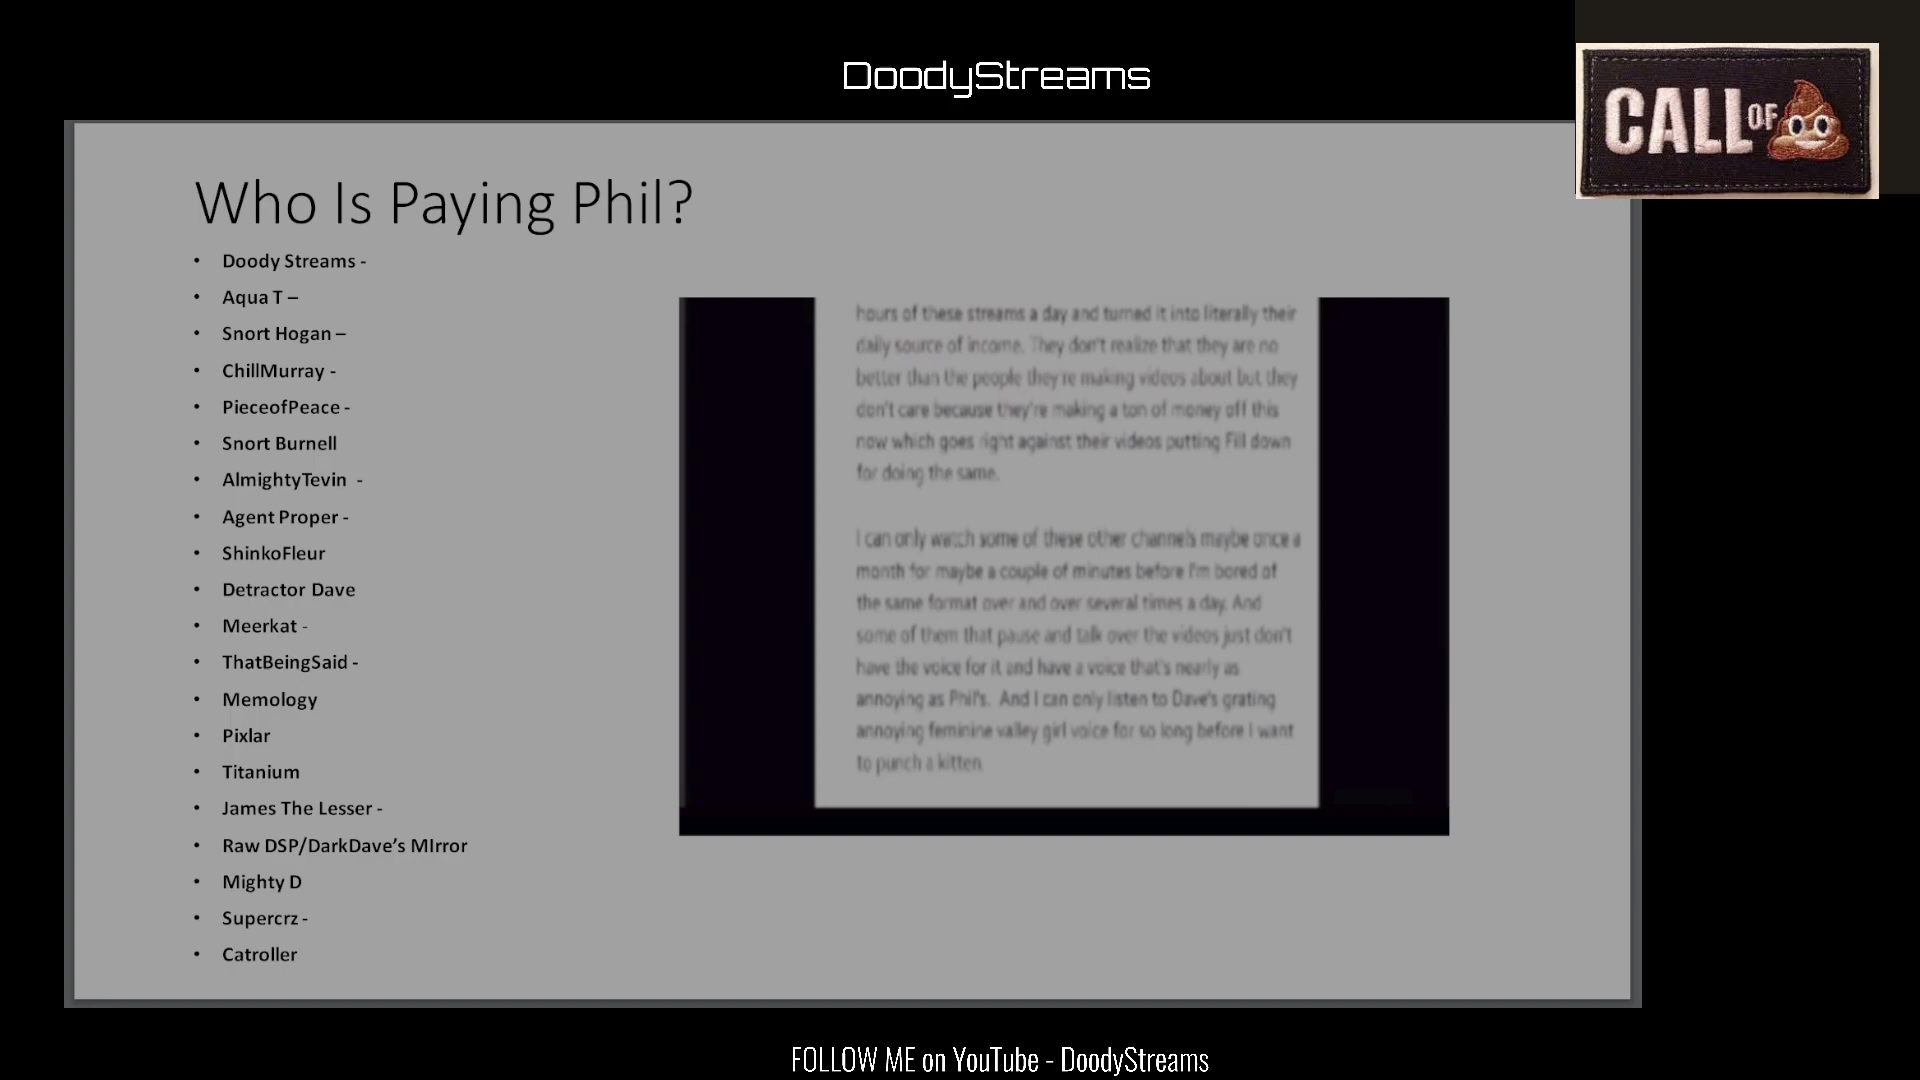 DoodyStreams
CALL OF
Who Is Paying Phil?
• Doody Streams -
• Aqua T –
• Snort Hogan –
• ChillMurray -
• PieceofPeace -
• Snort Burnell
• AlmightyTevin -
• Agent Proper -
• ShinkoFleur
• Detractor Dave
• Meerkat -
• ThatBeingSaid -
• Memology
• Pixlar
• Titanium
• James The Lesser -
• Raw DSP/DarkDave’s MIrror
• Mighty D
• Supercrz -
• Catroller
hours of these streams a day and turned it into literally their
daily source of income. They don't realize that they are no
better than the people they're making videos about but they
don't care because they're making a ton of money off this
now which goes right against their videos putting Fill down
for doing the same.
I can only watch some of these other channels maybe once a
month for maybe a couple of minutes before I'm bored of
the same format over and over several times a day. And
some of them that pause and talk over the videos just don't
have the voice for it and have a voice that's nearly as
annoying as Phil's. And I can only listen to Dave's grating
annoying feminine valley girl voice for so long before I want
to punch a kitten
FOLLOW ME on YouTube - DoodyStreams